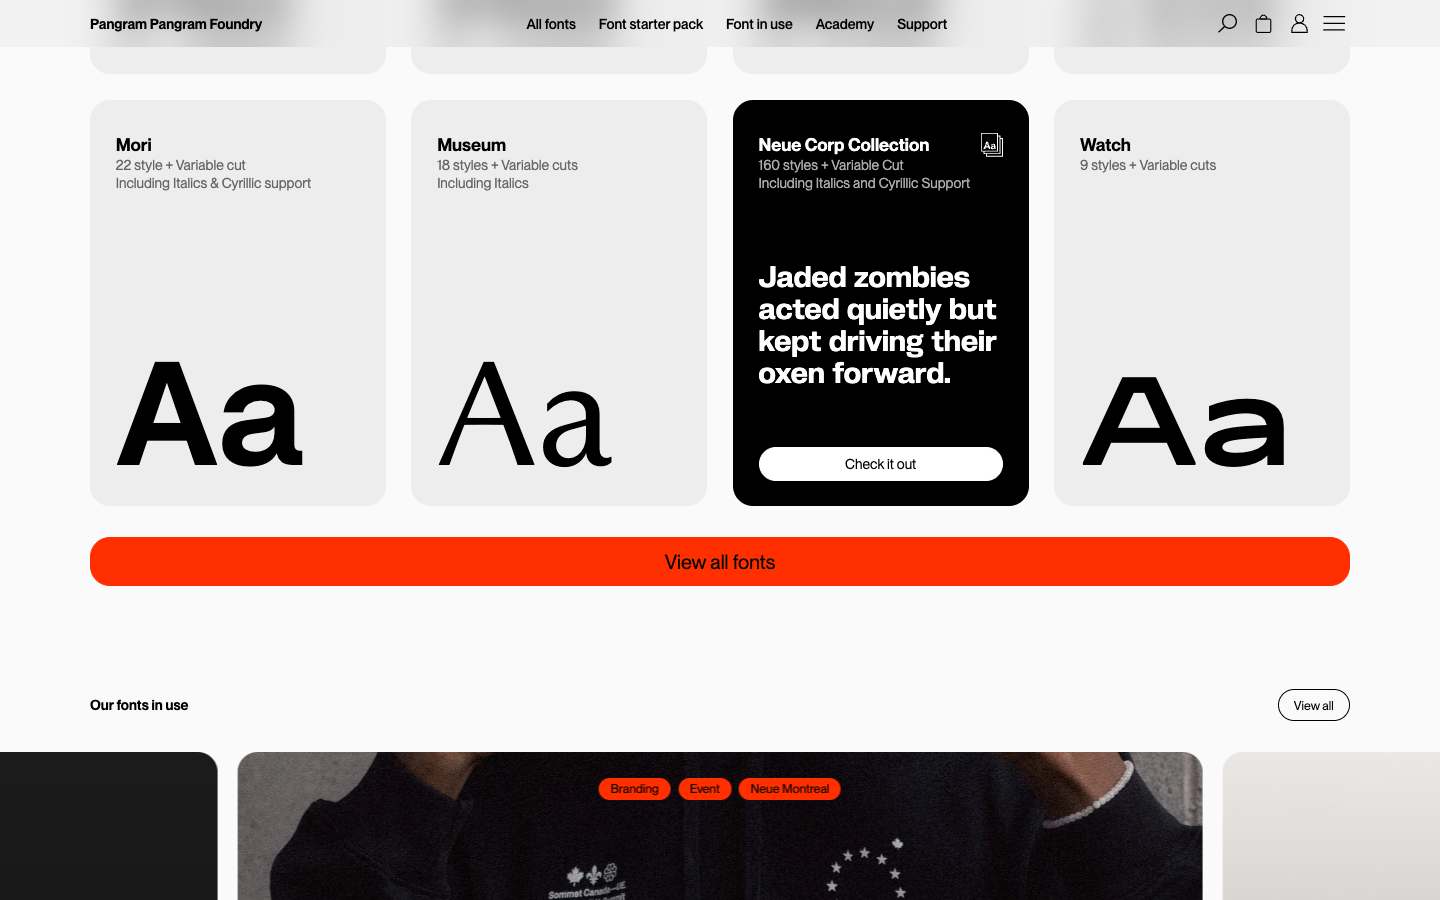 Pangram Pangram Foundry
All fonts
Font starter pack
Font in use
Academy
Support
Mori
22 style + Variable cut
Including Italics & Cyrillic support
Aa
Museum
18 styles + Variable cuts
Including Italics
Aa
Neue Corp Collection
Aa
160 styles + Variable Cut
Including Italics and Cyrillic Support
Jaded zombies
acted quietly but
kept driving their
oxen forward.
Check it out
Watch
9 styles + Variable cuts
Aa
View all fonts
Our fonts in use
View all
Branding
Event
Neue Montreal
Sommet Canada—UE